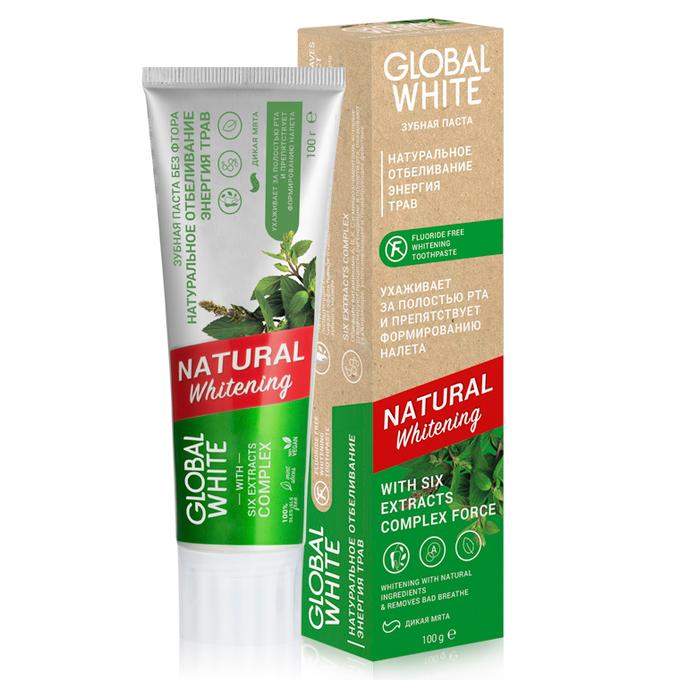 ЗУБНАЯ ПАСТА БЕЗ ФТОРА
НАТУРАЛЬНОЕ ОТБЕЛИВАНИЕ
ЭНЕРГИЯ ТРАВ
ДИКАЯ МЯТА
УХАЖИВАЕТ ЗА ПОЛОСТЬЮ РТА
И ПРЕПЯТСТВУЕТ
ФОРМИРОВАНИЮ НАЛЕТА
100 г e
NATURAL
Whitening
GLOBAL
WHITE
WITH
SIX EXTRACTS
COMPLEX
100%
free
VEGAN
SIX EXTRACTS COMPLEX
FLUORIDE FREE
WHITENING
TOOTHPASTE
GLOBAL
WHITE
НАТУРАЛЬНОЕ ОТБЕЛИВАНИЕ
ЭНЕРГИЯ ТРАВ
GLOBAL
WHITE
ЗУБНАЯ ПАСТА
НАТУРАЛЬНОЕ
ОТБЕЛИВАНИЕ
ЭНЕРГИЯ
ТРАВ
F
FLUORIDE FREE
WHITENING
TOOTHPASTE
УХАЖИВАЕТ
ЗА ПОЛОСТЬЮ РТА
И ПРЕПЯТСТВУЕТ
ФОРМИРОВАНИЮ
НАЛЕТА
NATURAL
Whitening
WITH SIX
EXTRACTS
COMPLEX FORCE
A
WHITENING WITH NATURAL
INGREDIENTS
& REMOVES BAD BREATHE
ДИКАЯ МЯТА
100 g e